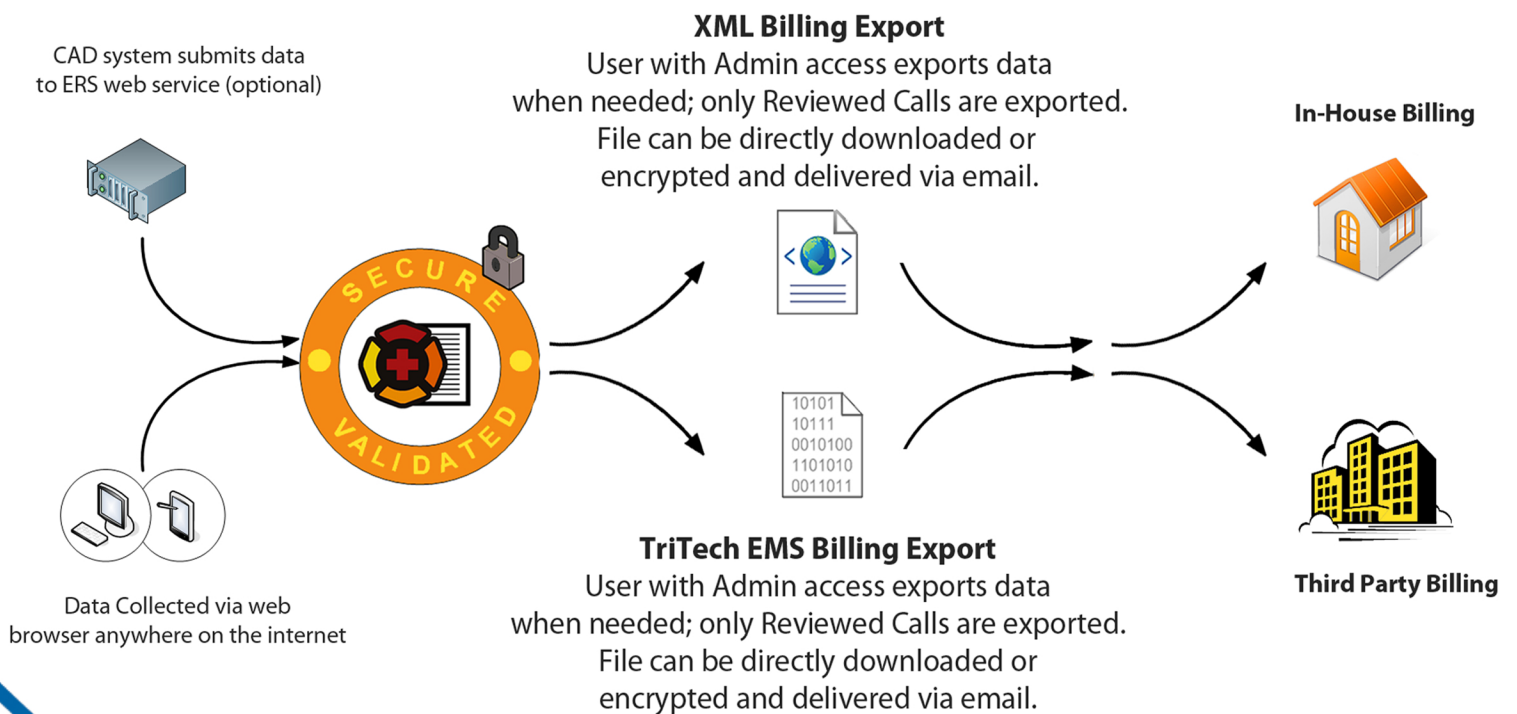 CAD system submits data
to ERS web service (optional)
Data Collected via web
browser anywhere on the internet
SECURE
VALIDATED
XML Billing Export
User with Admin access exports data
when needed; only Reviewed Calls are exported.
File can be directly downloaded or
encrypted and delivered via email.
10101
10111
0010100
1101010
0011011
TriTech EMS Billing Export
User with Admin access exports data
when needed; only Reviewed Calls are exported.
File can be directly downloaded or
encrypted and delivered via email.
In-House Billing
Third Party Billing